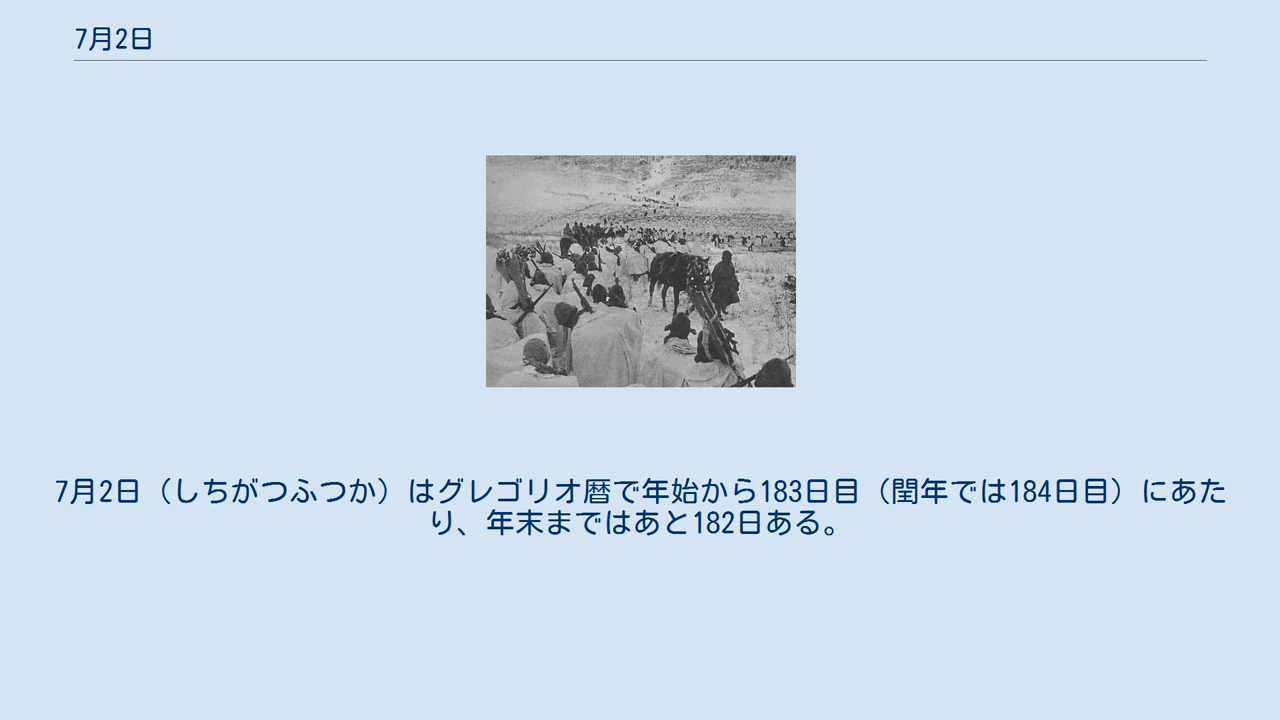 7月2日
7月2日（しちがつふつか）はグレゴリオ暦で年始から183日目（閏年では184日目）にあた
り、年末まではあと182日ある。